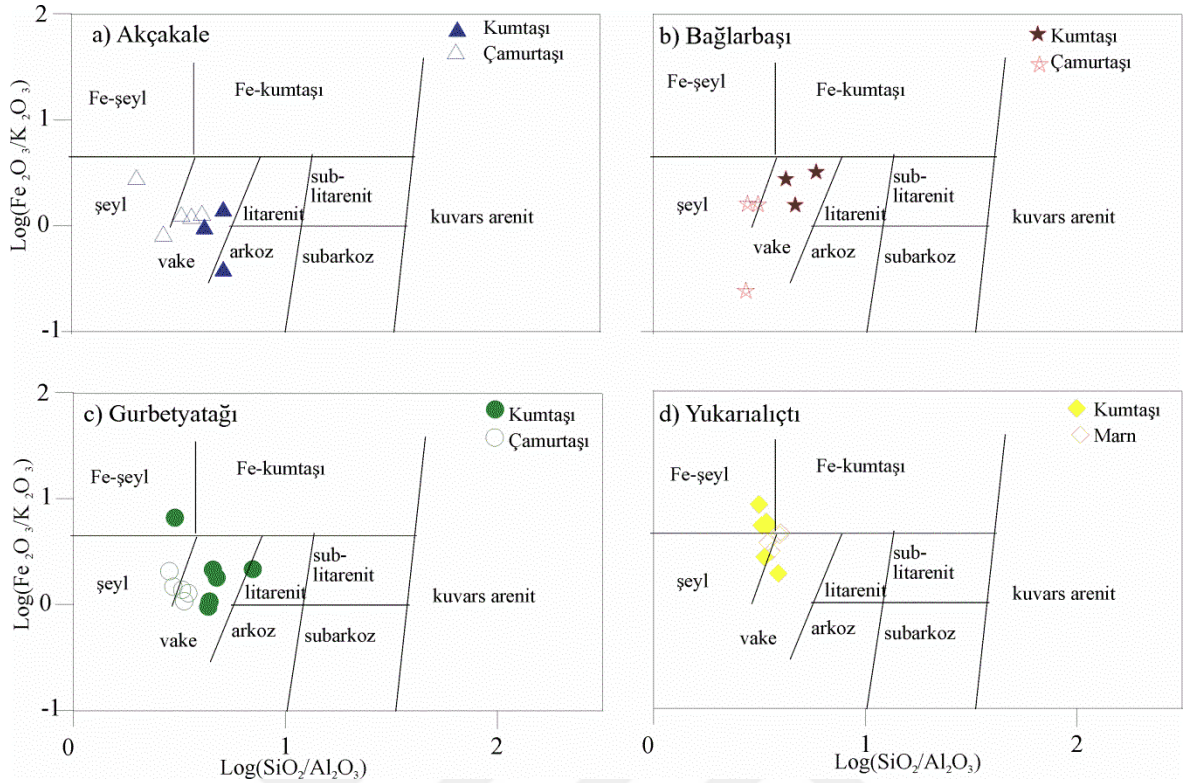 2
a) Akçakale
Kumtaşı
Çamurtaşı
Fe-şeyl
Fe-kumtaşı
1
Log(Fe₂O₃/K₂O₃)
şeyl
sub-
litarenit
litarenit
kuvars arenit
0
vake
arkoz
subarkoz
-1
b) Bağlarbaşı
Kumtaşı
Çamurtaşı
Fe-şeyl
Fe-kumtaşı
şeyl
sub-
litarenit
litarenit
kuvars arenit
vake
arkoz
subarkoz
2
c) Gurbetyatağı
Kumtaşı
Çamurtaşı
Fe-şeyl
Fe-kumtaşı
1
Log(Fe₂O₃/K₂O₃)
şeyl
sub-
litarenit
litarenit
kuvars arenit
0
vake
arkoz
subarkoz
-1
0
1
2
Log(SiO₂/Al₂O₃)
d) Yukarıalıçtı
Kumtaşı
Marn
Fe-şeyl
Fe-kumtaşı
şeyl
sub-
litarenit
litarenit
kuvars arenit
vake
arkoz
subarkoz
0
1
2
Log(SiO₂/Al₂O₃)